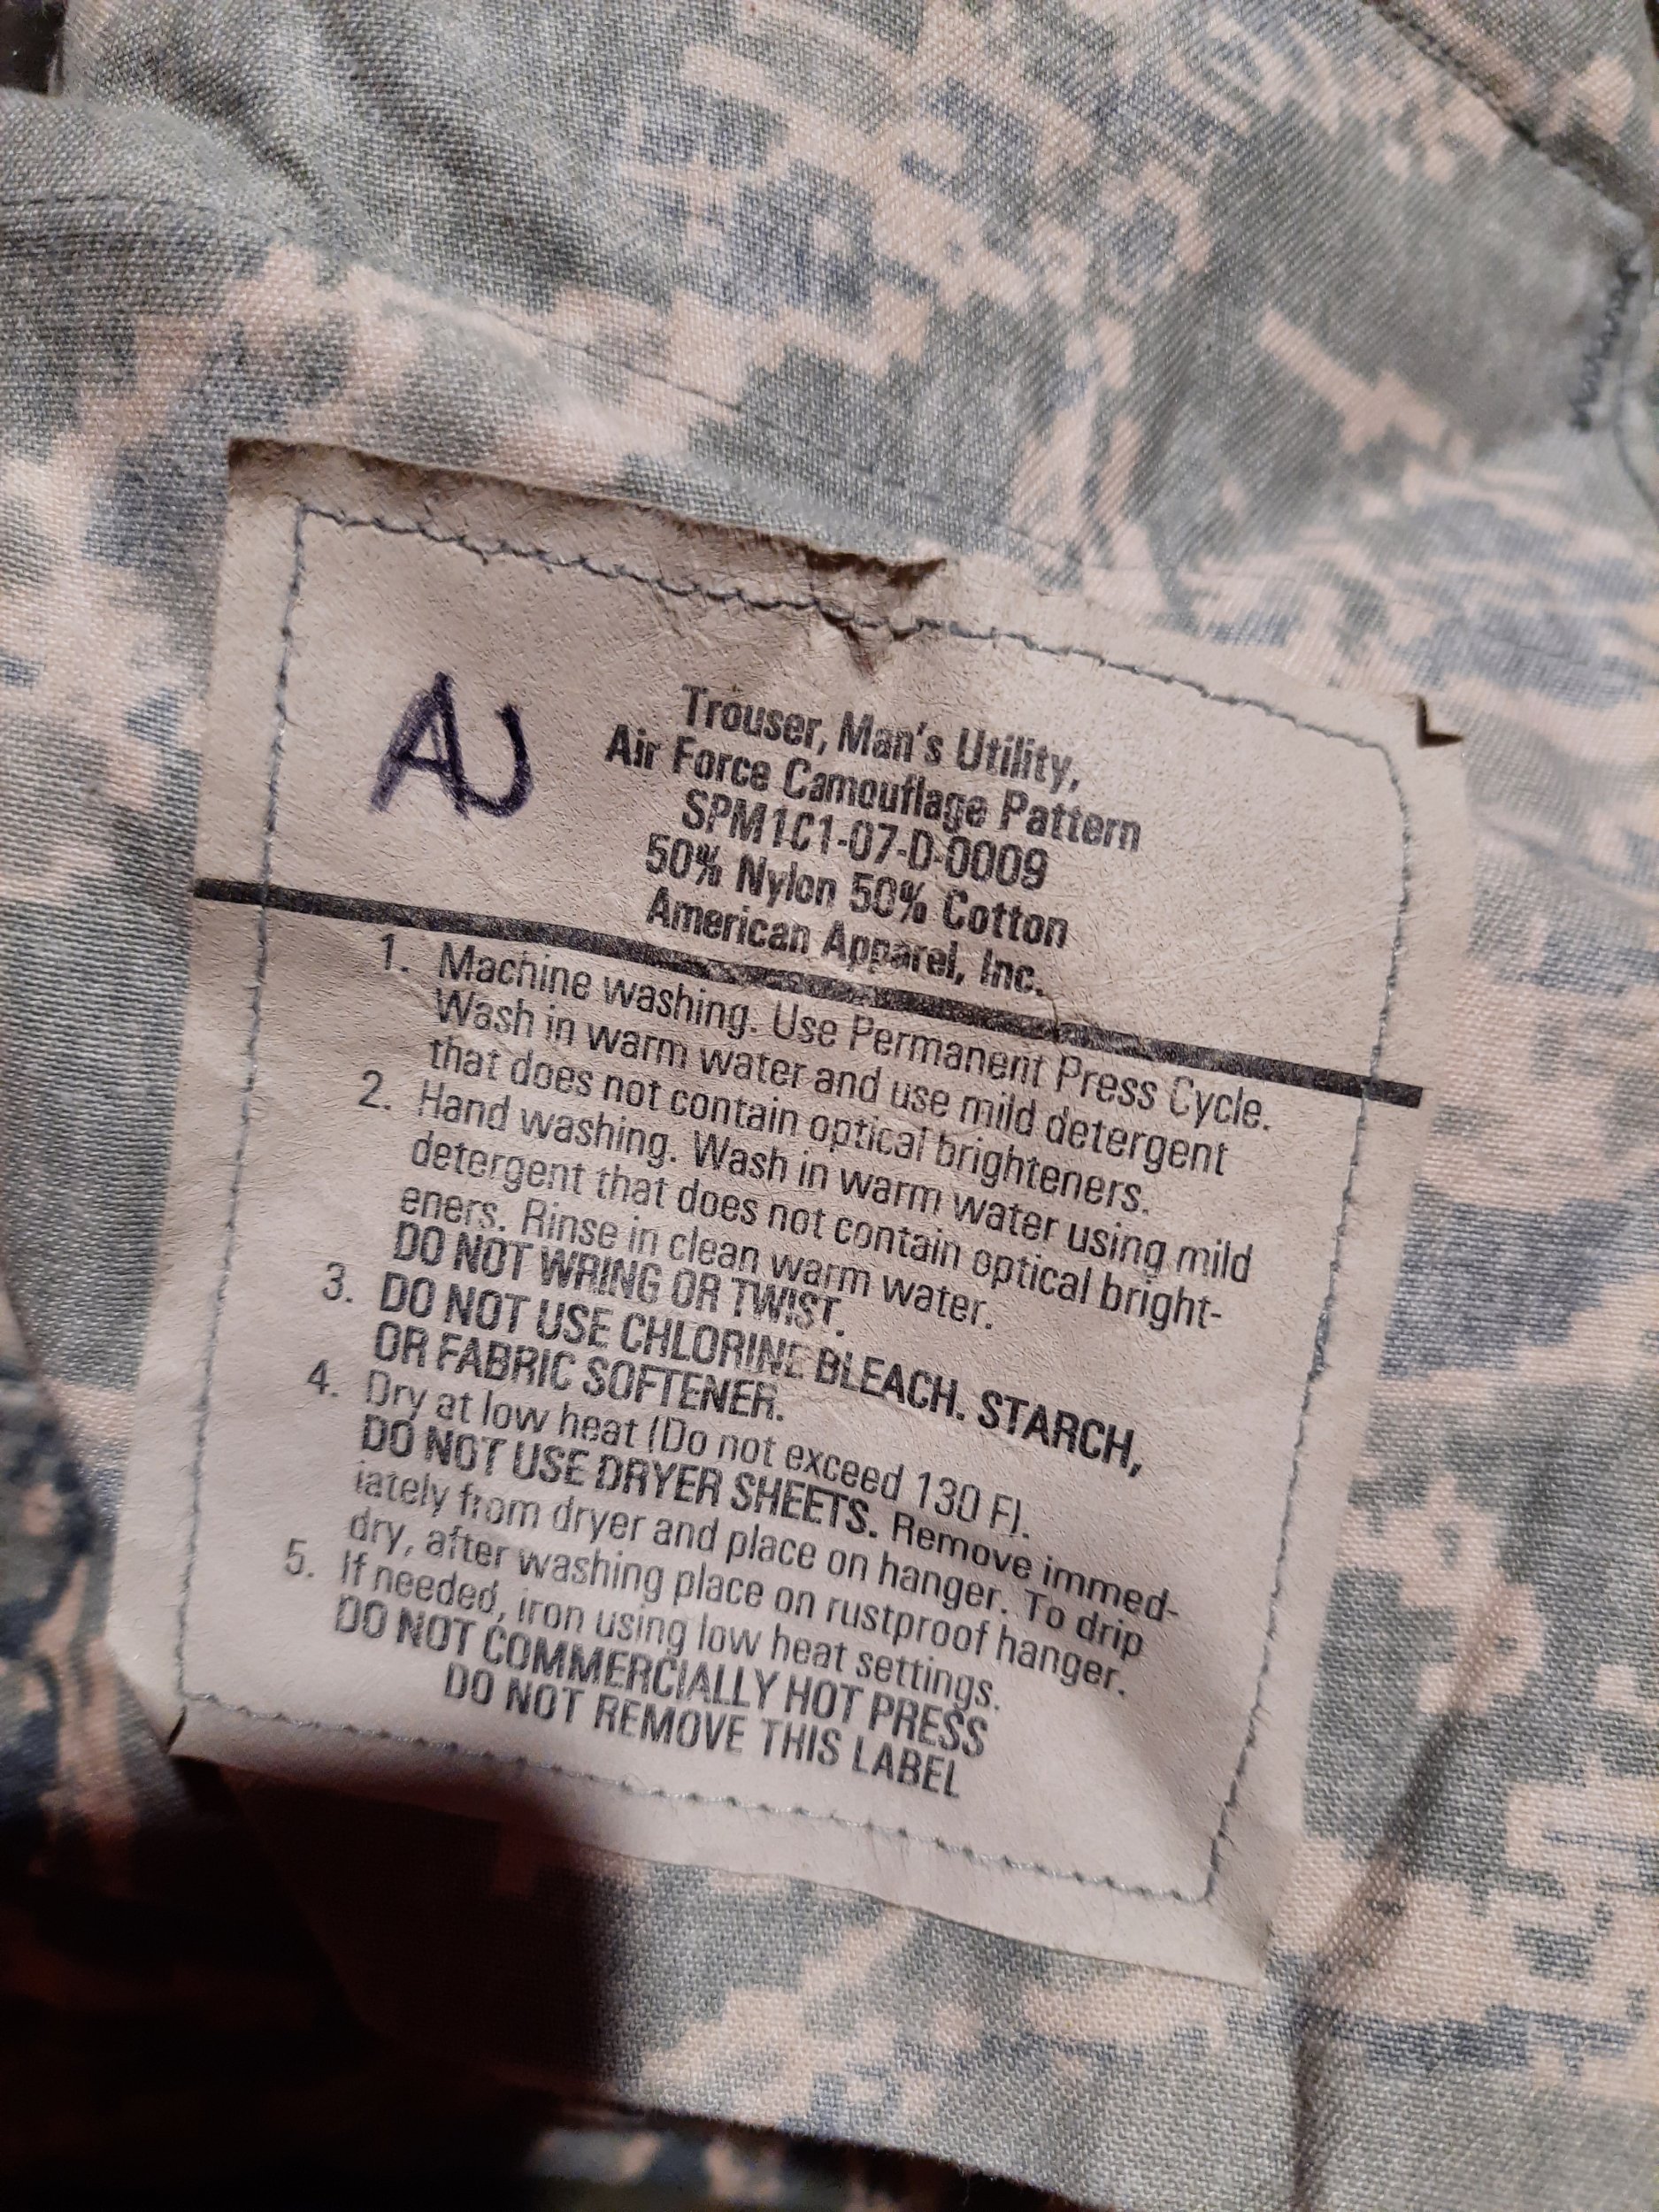 AU
Trouser, Man's Utility,
Air Force Camouflage Pattern
SPM1C1-07-D-0009
50% Nylon 50% Cotton
American Apparel, Inc.
1. Machine washing. Use Permanent Press Cycle.
Wash in warm water and use mild detergent
that does not contain optical brighteners.
2. Hand washing. Wash in warm water using mild
detergent that does not contain optical bright-
eners. Rinse in clean warm water.
DO NOT WRING OR TWIST.
3. DO NOT USE CHLORINE BLEACH. STARCH,
OR FABRIC SOFTENER.
4. Dry at low heat (Do not exceed 130 F).
DO NOT USE DRYER SHEETS. Remove immed-
iately from dryer and place on hanger. To drip
dry, after washing place on rustproof hanger.
5. If needed, iron using low heat settings.
DO NOT COMMERCIALLY HOT PRESS
DO NOT REMOVE THIS LABEL